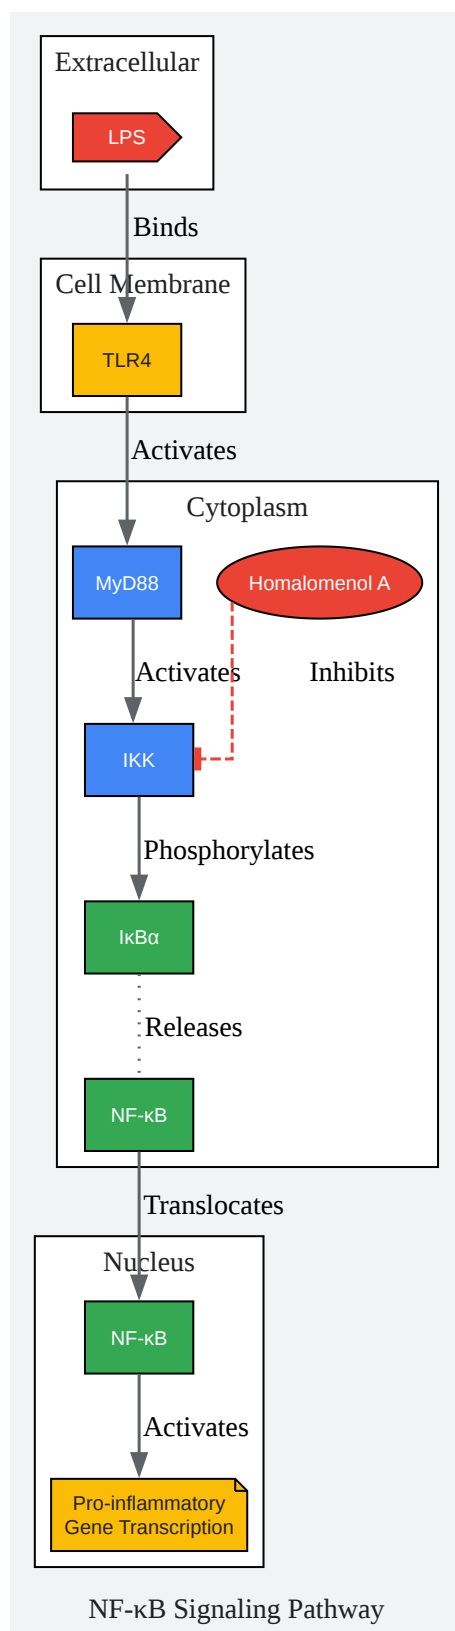 Extracellular
LPS
Binds
Cell Membrane
TLR4
Activates
Cytoplasm
MyD88
Homalomenol A
Activates
Inhibits
IKK
Phosphorylates
IκBα
Releases
NF-κB
Translocates
Nucleus
NF-κB
Activates
Pro-inflammatory
Gene Transcription
NF-κB Signaling Pathway